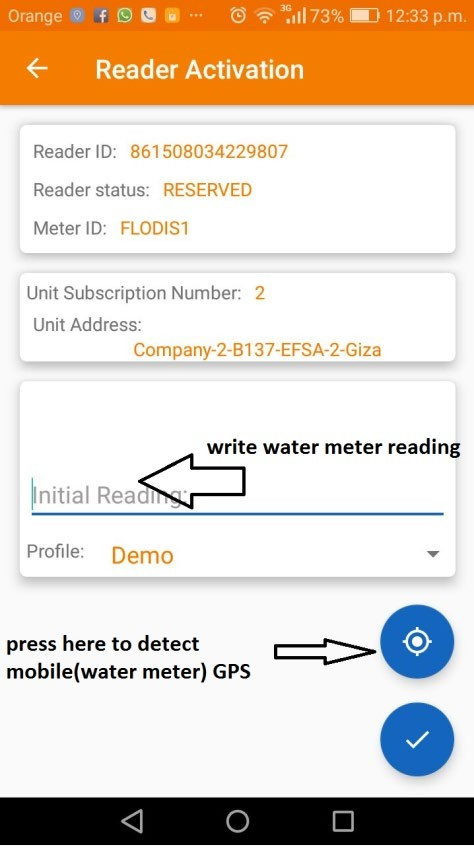 Orange ... 3G 73% 12:33 p.m.
Reader Activation
Reader ID: 861508034229807
Reader status: RESERVED
Meter ID: FLODIS1
Unit Subscription Number: 2
Unit Address:
Company-2-B137-EFSA-2-Giza
write water meter reading
Initial Reading:
Profile: Demo
press here to detect
mobile(water meter) GPS